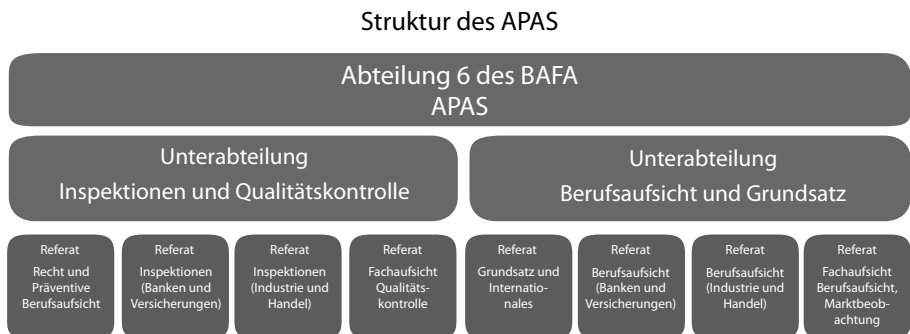 Struktur des APAS
Abteilung 6 des BAFA
APAS
Unterabteilung
Inspektionen und Qualitätskontrolle
Unterabteilung
Berufsaufsicht und Grundsatz
Referat
Recht und
Präventive
Berufsaufsicht
Referat
Inspektionen
(Banken und
Versicherungen)
Referat
Inspektionen
(Industrie und
Handel)
Referat
Fachaufsicht
Qualitäts-
kontrolle
Referat
Grundsatz und
Internatio-
nales
Referat
Berufsaufsicht
(Banken und
Versicherungen)
Referat
Berufsaufsicht
(Industrie und
Handel)
Referat
Fachaufsicht
Berufsaufsicht,
Marktbeob-
achtung